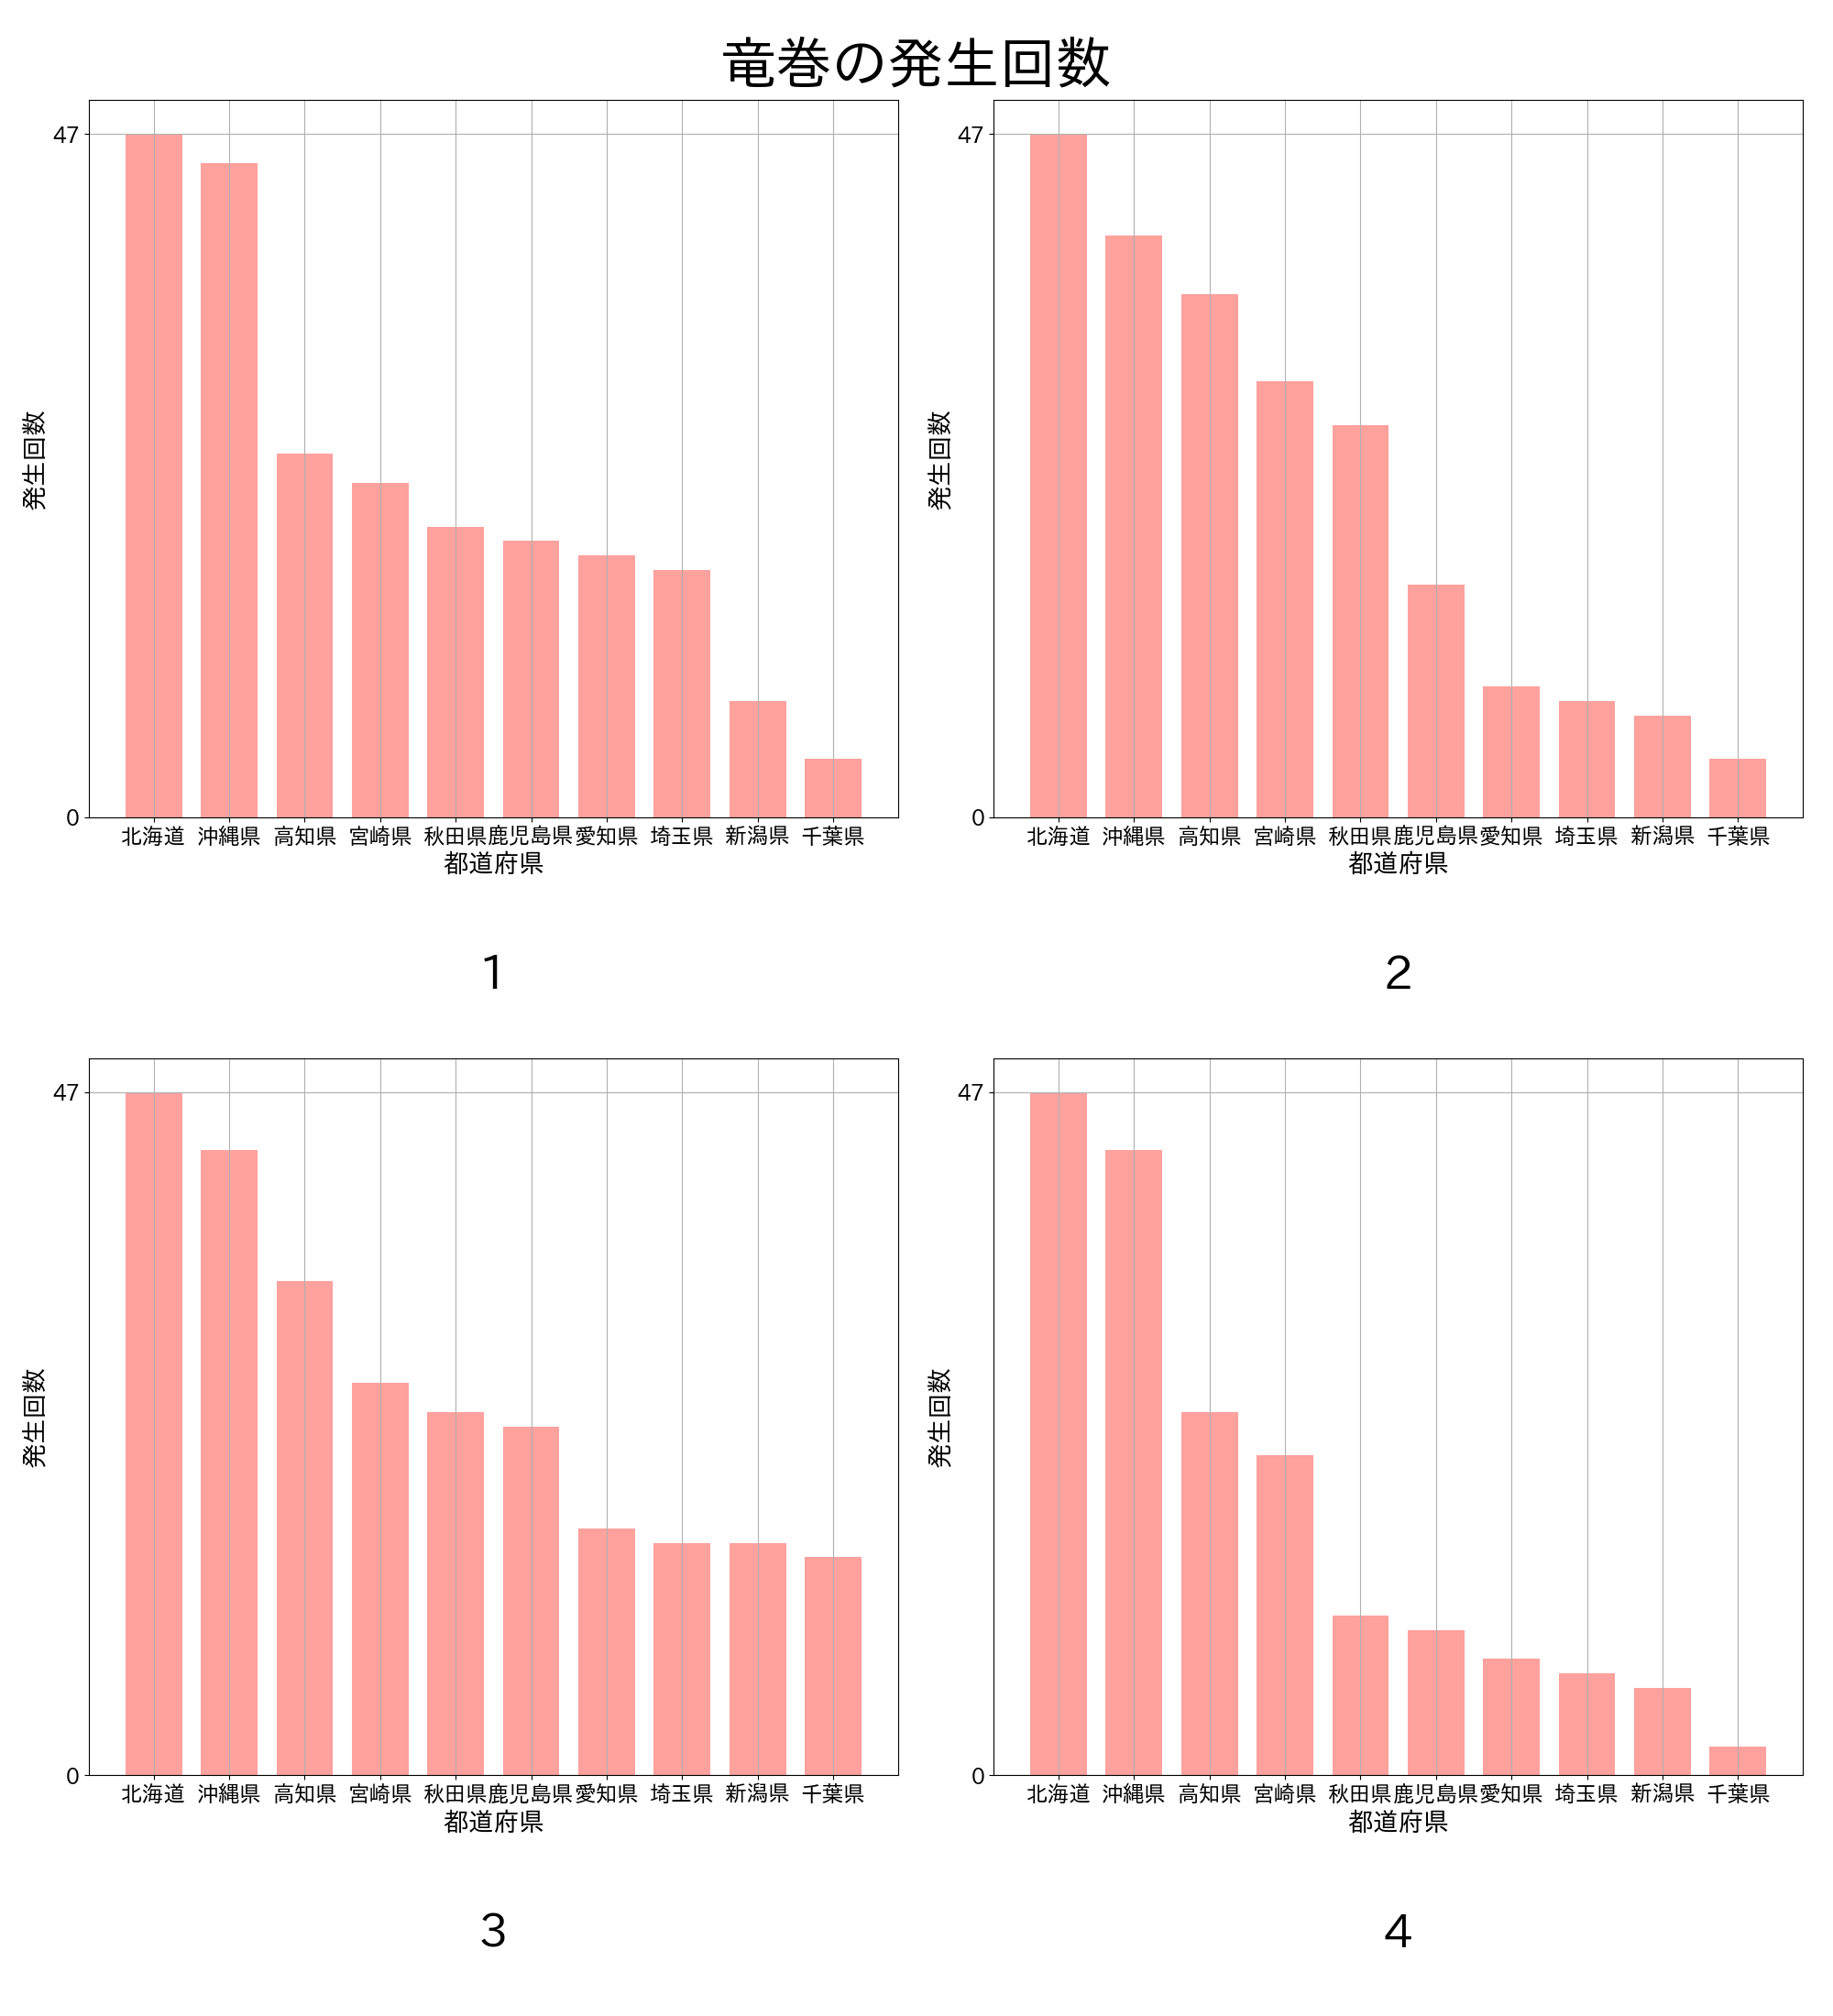 竜巻の発生回数
47
0
発生回数
北海道 沖縄県 高知県 宮崎県 秋田県 鹿児島県 愛知県 埼玉県 新潟県 千葉県
都道府県
1
47
0
発生回数
北海道 沖縄県 高知県 宮崎県 秋田県 鹿児島県 愛知県 埼玉県 新潟県 千葉県
都道府県
2
47
0
発生回数
北海道 沖縄県 高知県 宮崎県 秋田県 鹿児島県 愛知県 埼玉県 新潟県 千葉県
都道府県
3
47
0
発生回数
北海道 沖縄県 高知県 宮崎県 秋田県 鹿児島県 愛知県 埼玉県 新潟県 千葉県
都道府県
4